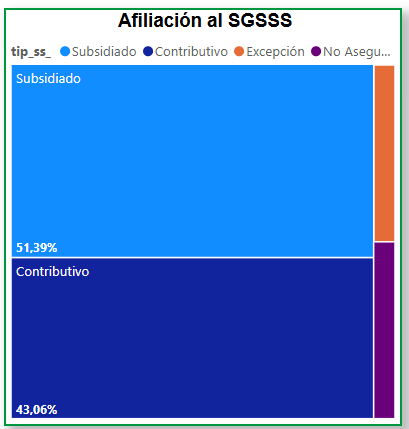 Afiliación al SGSSS
tip_ss_ Subsidiado Contributivo Excepción No Asegu...
Subsidiado
51,39%
Contributivo
43,06%